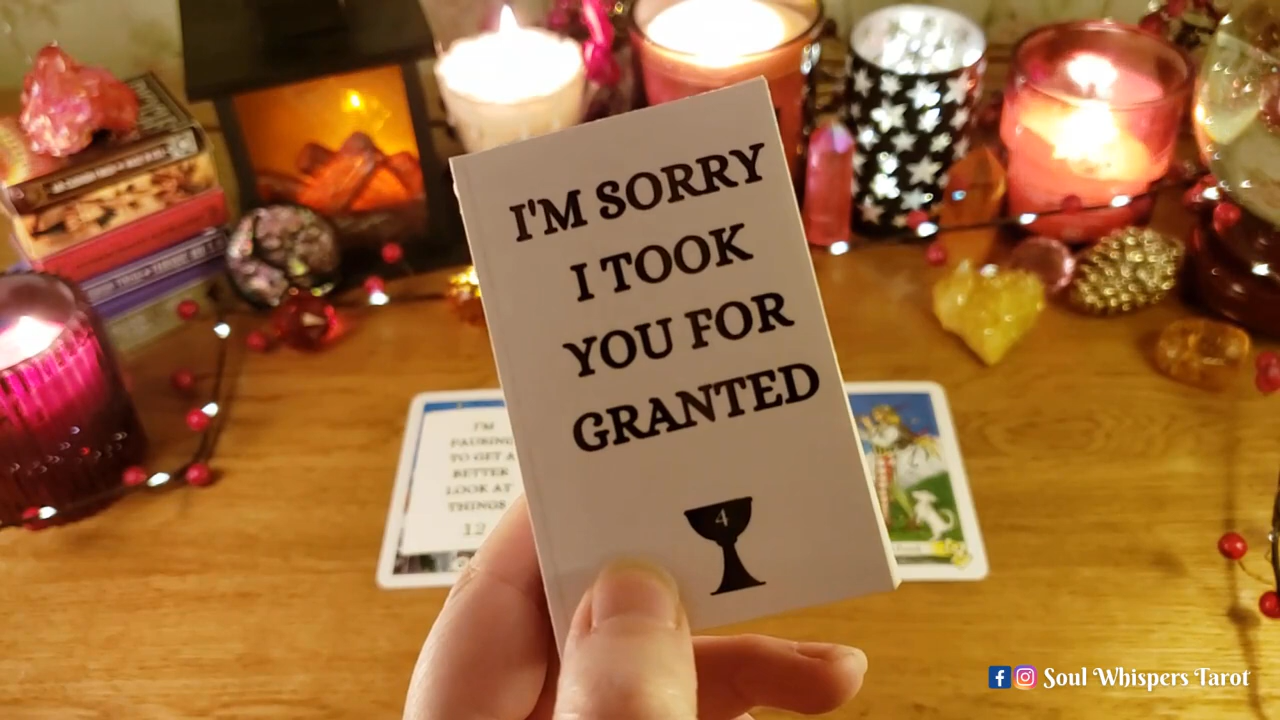 I'M SORRY
I TOOK
YOU FOR
GRANTED
4
I'M
PAUSING
TO GET A
BETTER
LOOK AT
THINGS
12
Soul Whispers Tarot